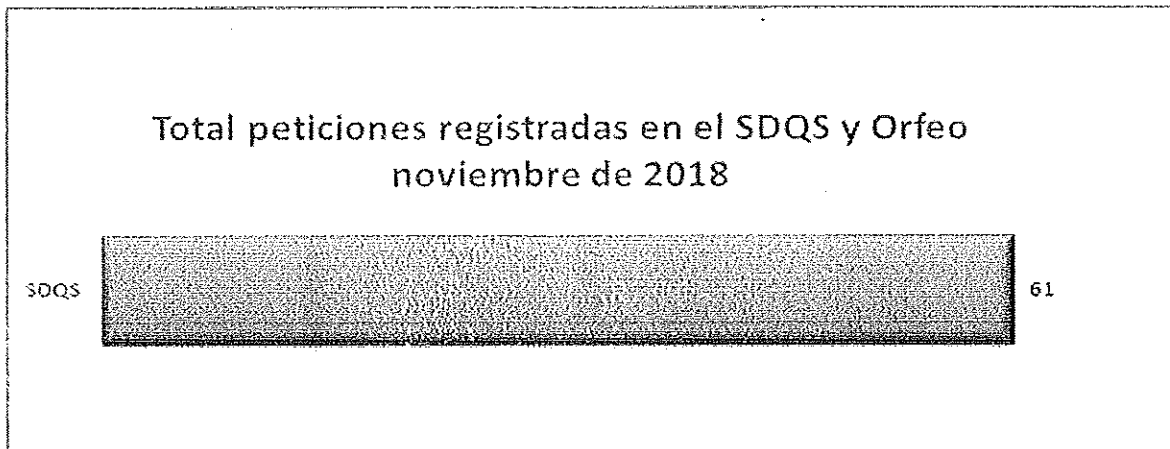 Total peticiones registradas en el SDQS y Orfeo
noviembre de 2018
SDQS
61